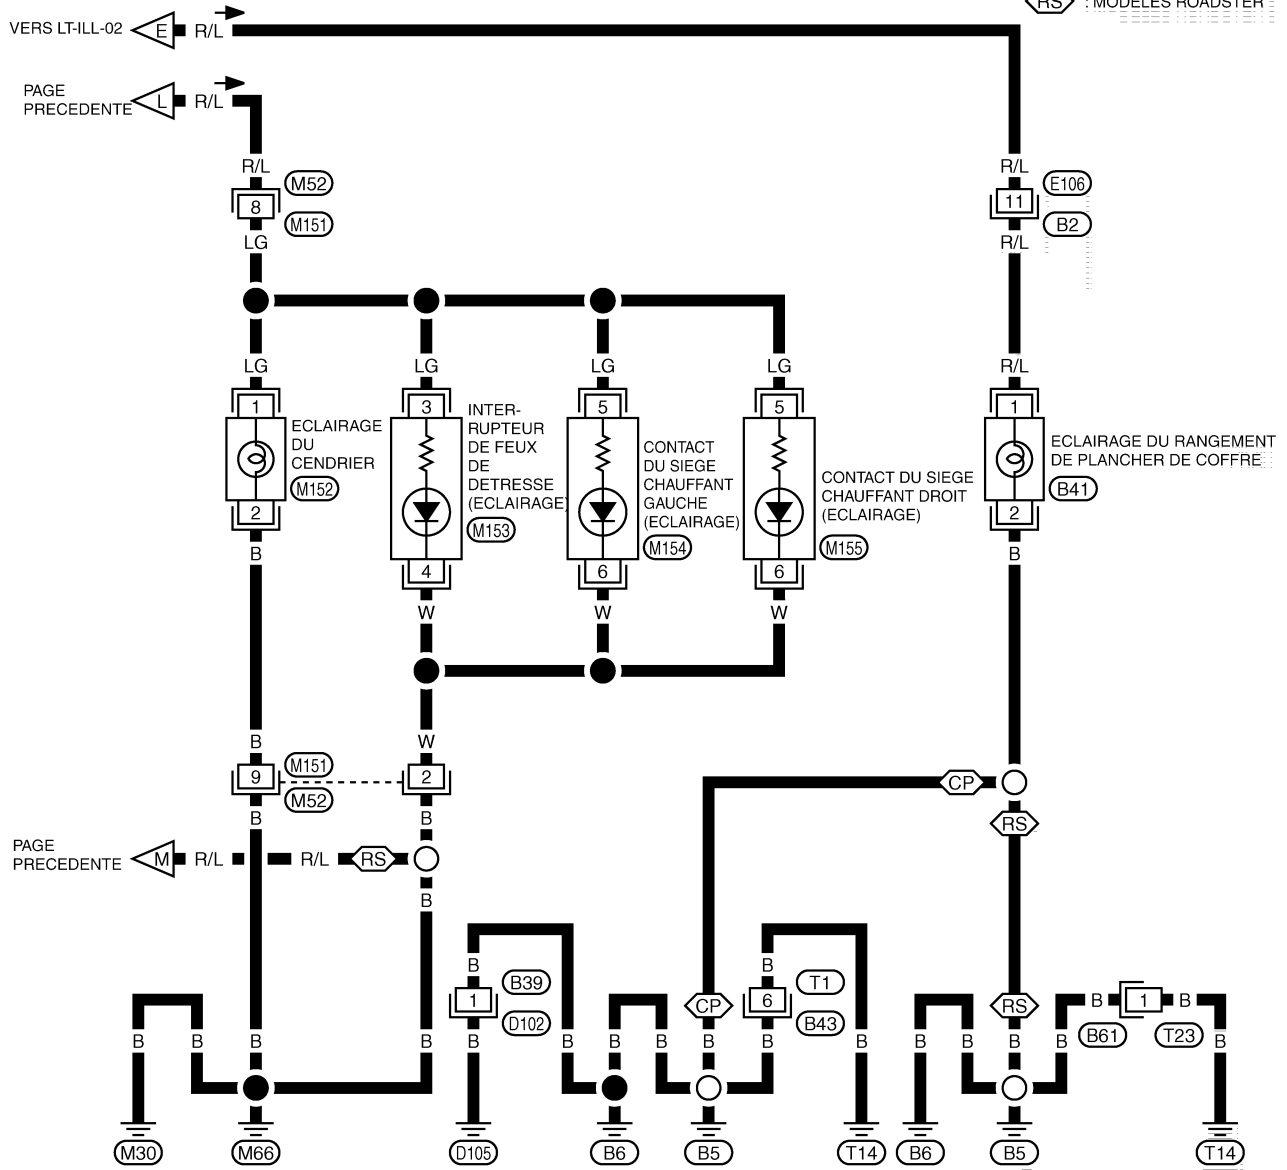 RS : MODELES ROADSTER
VERS LT-ILL-02 E R/L
PAGE
PRECEDENTE L R/L
R/L R/L
M52 E106
8 11
M151 B2
LG R/L
LG LG LG LG R/L
1 3 5 5 1
ECLAIRAGE
DU
CENDRIER
M152
INTER-
RUPTEUR
DE FEUX
DE
DETRESSE
(ECLAIRAGE)
M153
CONTACT
DU SIEGE
CHAUFFANT
GAUCHE
(ECLAIRAGE)
M154
CONTACT DU SIEGE
CHAUFFANT DROIT
(ECLAIRAGE)
M155
ECLAIRAGE DU RANGEMENT
DE PLANCHER DE COFFRE
B41
2 2
B B
4 6 6
W W W
B W
M151
9 2
M52
CP
B B
RS
PAGE
PRECEDENTE M R/L R/L RS
B
B B
B39 T1
1 6 CP RS B 1 B
D102 B43 B61 T23
B B B B B B B B B B B B B B B B
M30 M66 D105 B6 B5 T14 B6 B5 T14